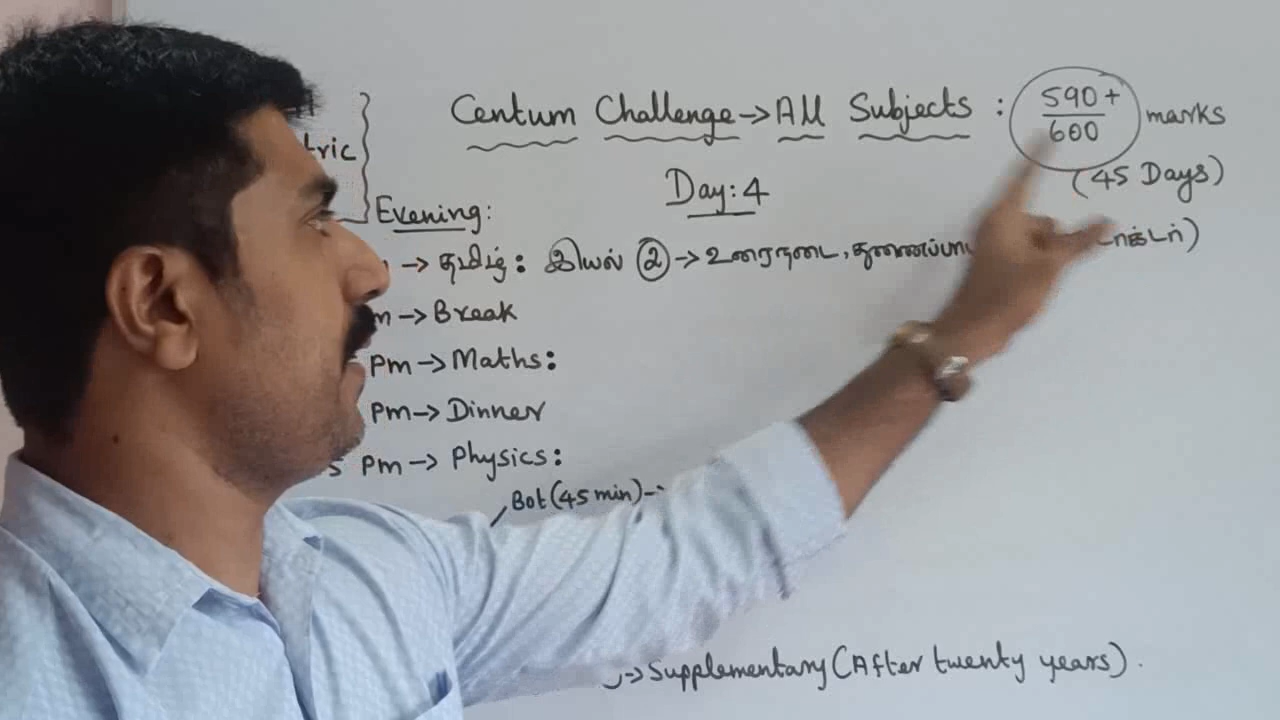 Centum Challenge → All Subjects : 590+/600 marks
tric
(45 Days)
Day: 4
Evening:
→ தமிழ்: இயல் ② → உரைநடை,
→ Break
Pm → Maths:
Pm → Dinner
5 Pm → Physics:
Bot (45 min) →
→ Supplementary (After twenty years).